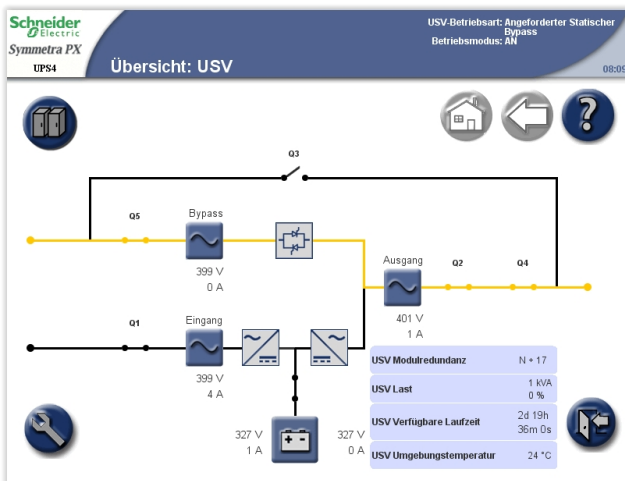 Schneider
Electric
Symmetra PX
UPS4
Übersicht: USV
USV-Betriebsart: Angeforderter Statischer
Bypass
Betriebsmodus: AN
08:09
Q3
Q5
Bypass
399 V
0 A
Ausgang
Q2
Q4
401 V
1 A
Q1
Eingang
399 V
4 A
327 V
1 A
327 V
0 A
USV Modulredundanz N + 17
USV Last 1 kVA
0 %
USV Verfügbare Laufzeit 2d 19h
36m 0s
USV Umgebungstemperatur 24 °C